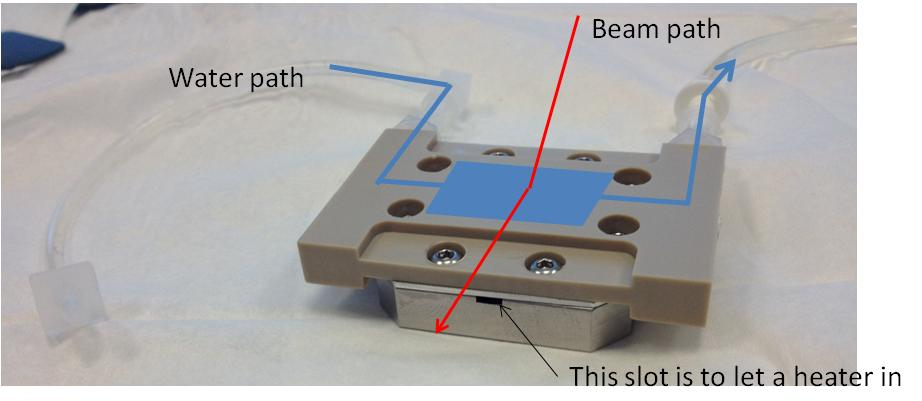 Beam path
Water path
This slot is to let a heater in